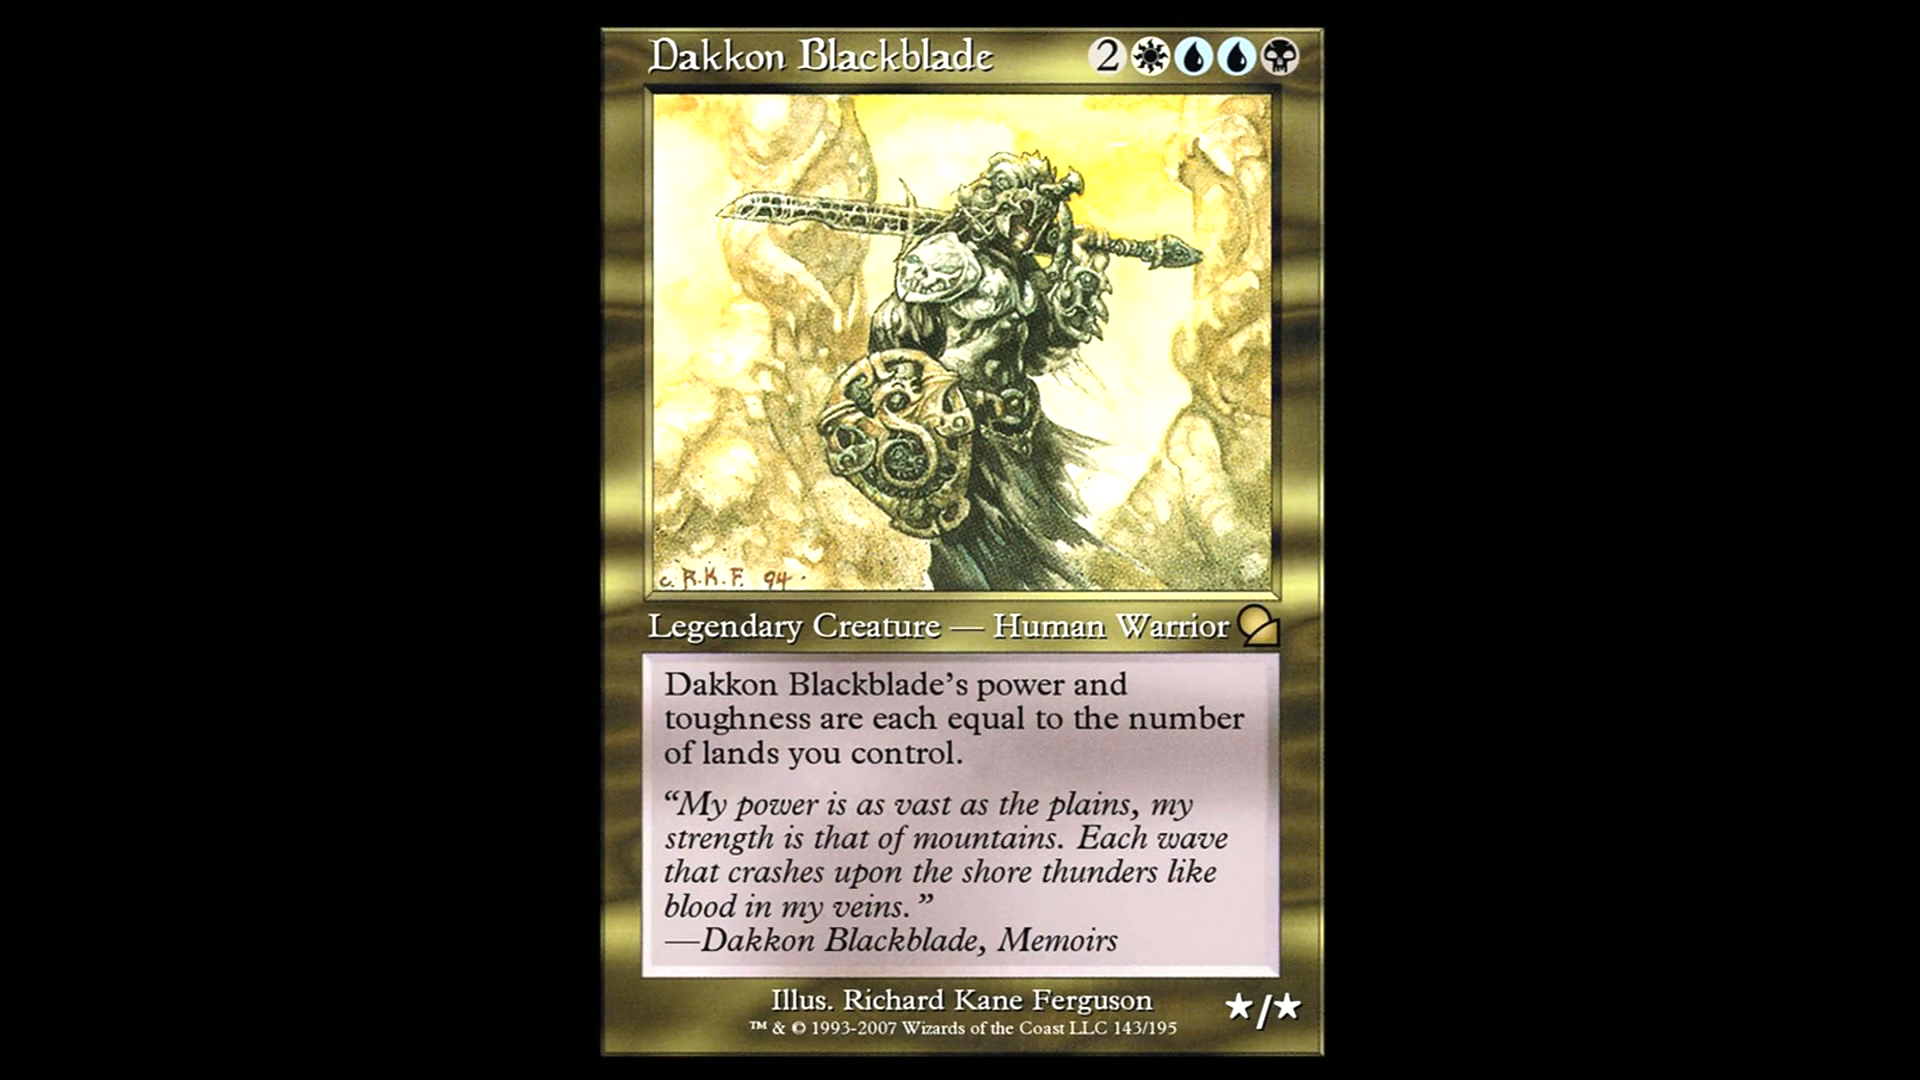 Dakkon Blackblade 2
c. R.K.F. 94
Legendary Creature — Human Warrior
Dakkon Blackblade’s power and
toughness are each equal to the number
of lands you control.
“My power is as vast as the plains, my
strength is that of mountains. Each wave
that crashes upon the shore thunders like
blood in my veins.”
—Dakkon Blackblade, Memoirs
Illus. Richard Kane Ferguson
★/★
™ & © 1993-2007 Wizards of the Coast LLC 143/195